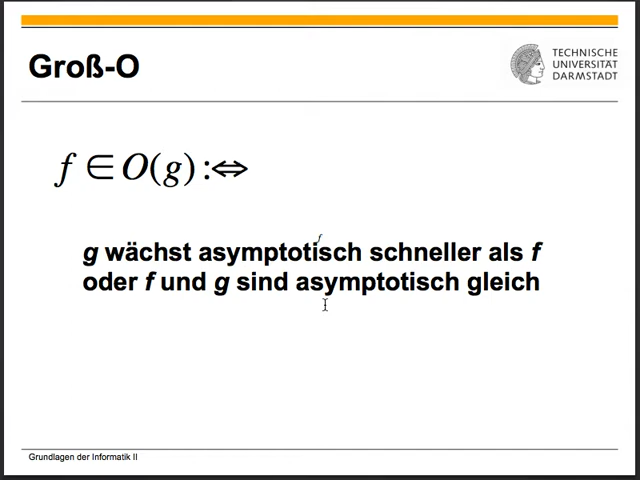 Groß-O
TECHNISCHE
UNIVERSITÄT
DARMSTADT
f ∈ O(g) :⇔
f
g wächst asymptotisch schneller als f
oder f und g sind asymptotisch gleich
Grundlagen der Informatik II